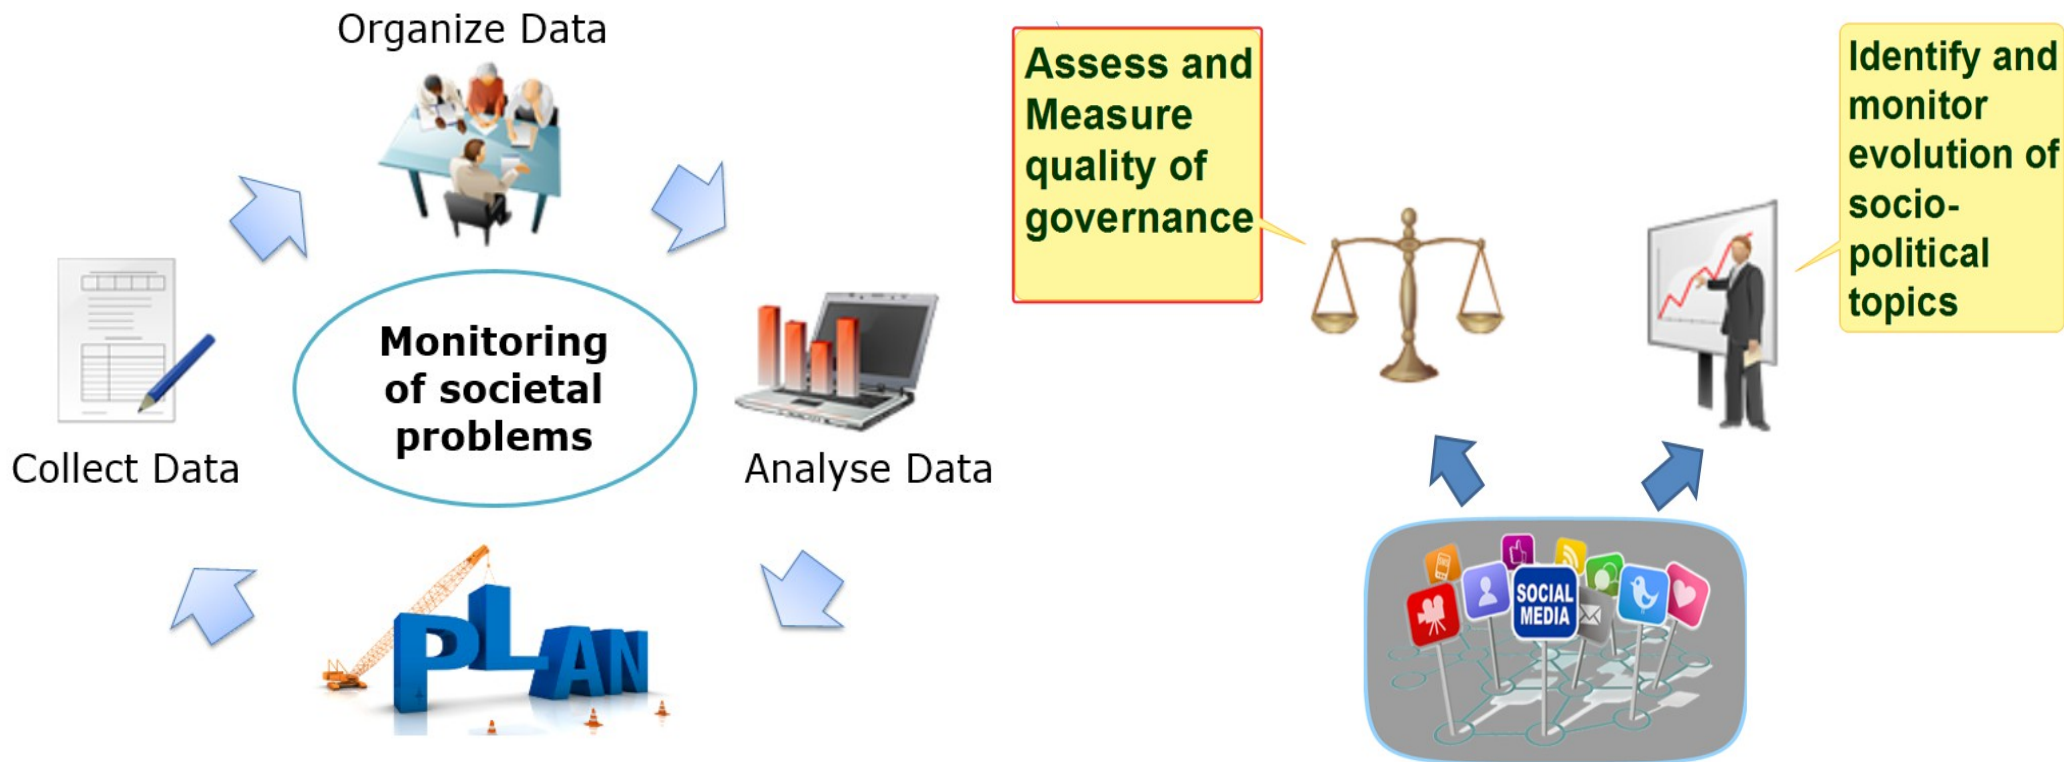 Organize Data
Monitoring
of societal
problems
Collect Data
Analyse Data
PLAN
Assess and
Measure
quality of
governance
Identify and
monitor
evolution of
socio-
political
topics
SOCIAL
MEDIA